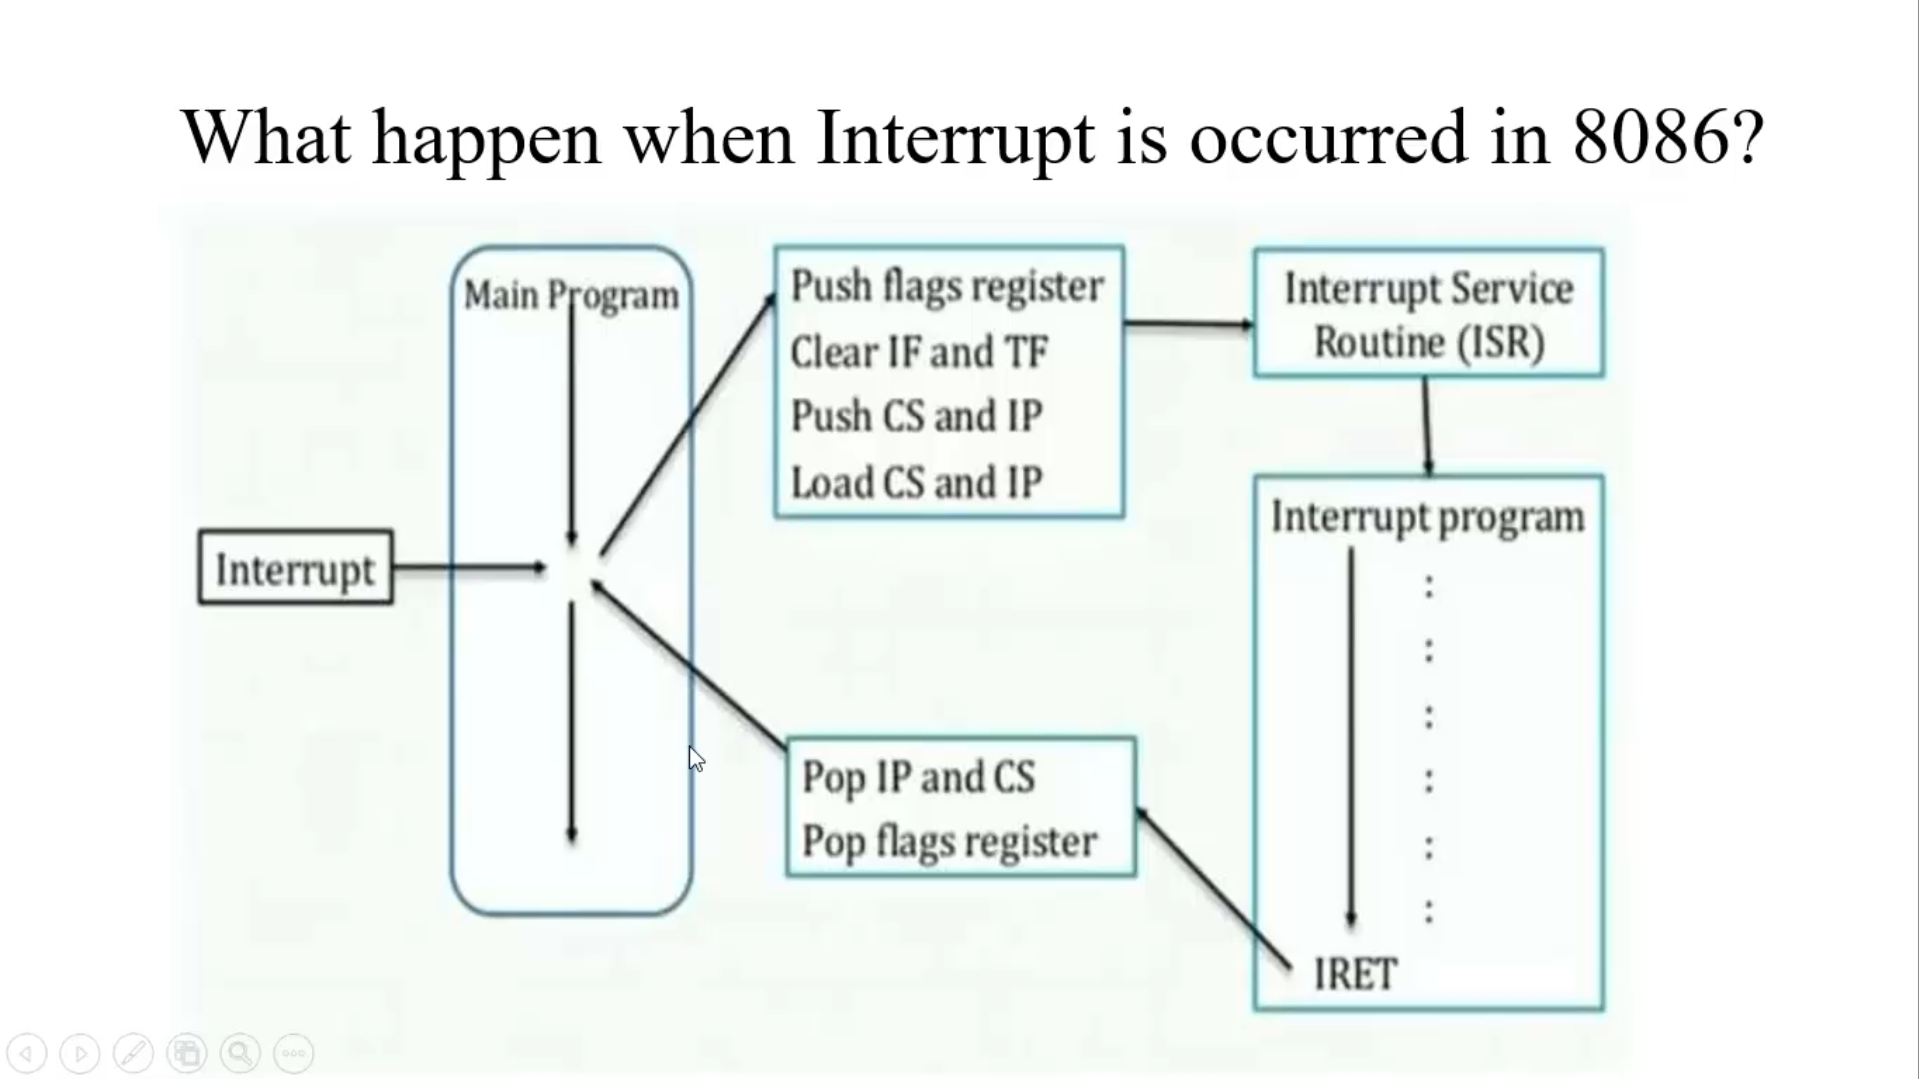 What happen when Interrupt is occurred in 8086?
Main Program
Interrupt
Push flags register
Clear IF and TF
Push CS and IP
Load CS and IP
Interrupt Service
Routine (ISR)
Interrupt program
:
:
:
:
:
:
IRET
Pop IP and CS
Pop flags register